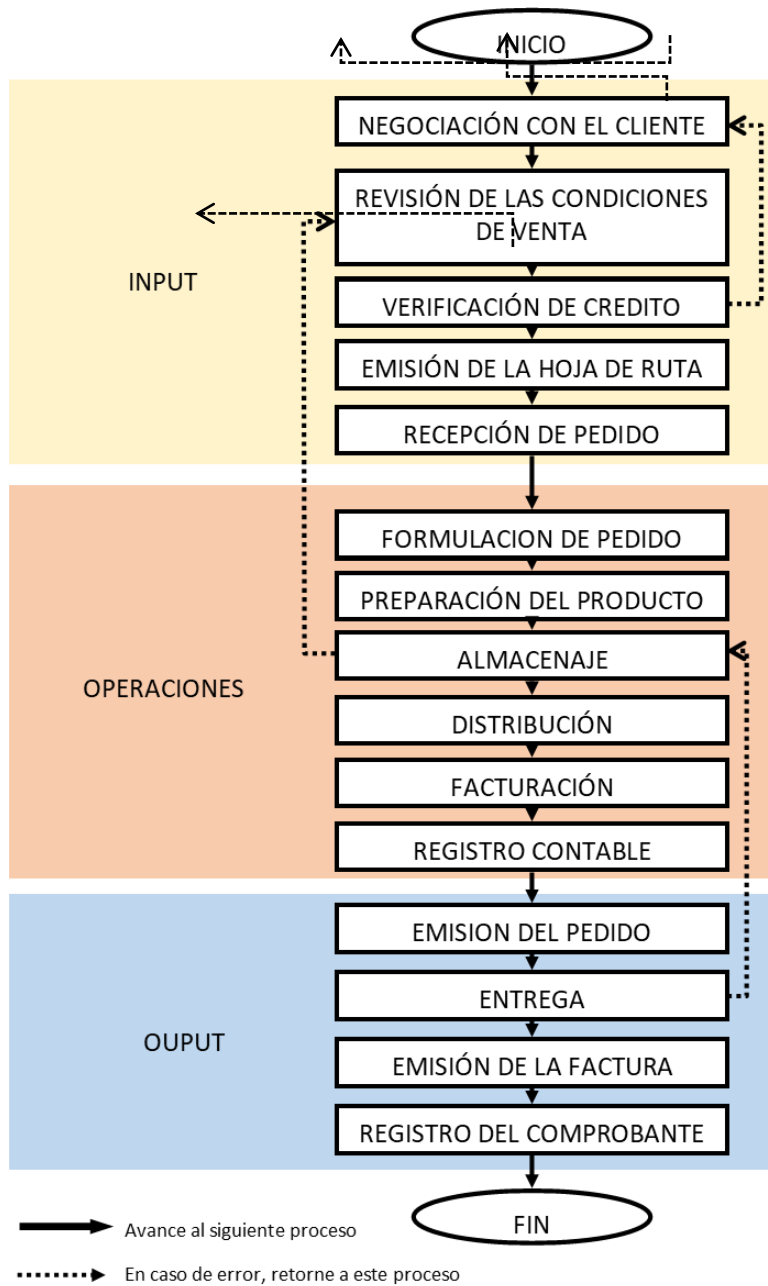 INICIO
NEGOCIACIÓN CON EL CLIENTE
REVISIÓN DE LAS CONDICIONES
DE VENTA
INPUT
VERIFICACIÓN DE CREDITO
EMISIÓN DE LA HOJA DE RUTA
RECEPCIÓN DE PEDIDO
FORMULACION DE PEDIDO
PREPARACIÓN DEL PRODUCTO
ALMACENAJE
OPERACIONES
DISTRIBUCIÓN
FACTURACIÓN
REGISTRO CONTABLE
EMISION DEL PEDIDO
ENTREGA
OUPUT
EMISIÓN DE LA FACTURA
REGISTRO DEL COMPROBANTE
FIN
Avance al siguiente proceso
En caso de error, retorne a este proceso